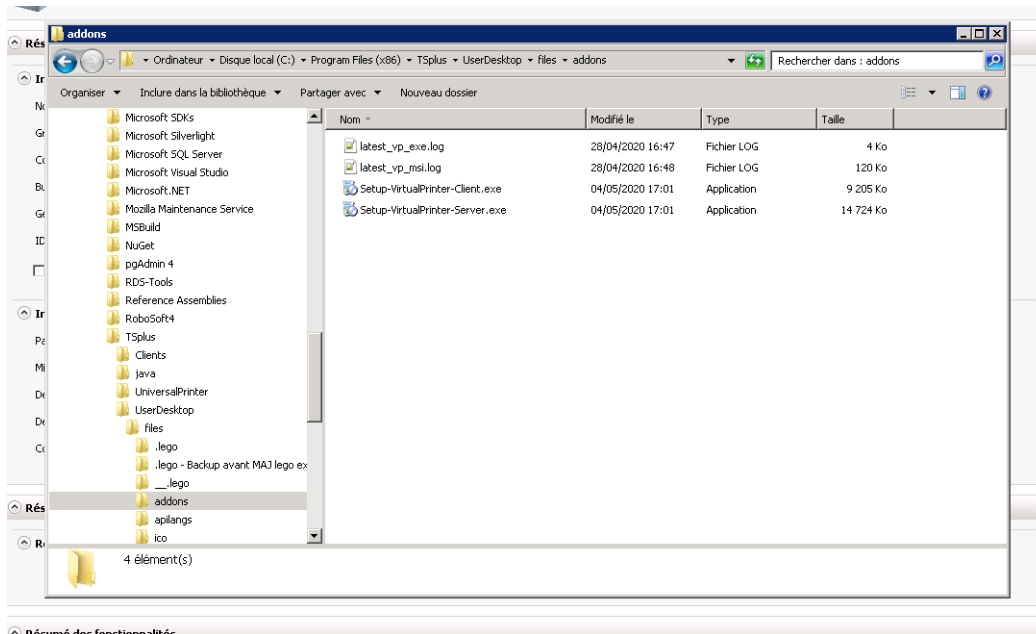 addons
Rés
Ordinateur ▾ Disque local (C:) ▾ Program Files (x86) ▾ TSplus ▾ UserDesktop ▾ files ▾ addons
Rechercher dans : addons
Organiser ▾ Inclure dans la bibliothèque ▾ Partager avec ▾ Nouveau dossier
Microsoft SDKs
Microsoft Silverlight
Microsoft SQL Server
Microsoft Visual Studio
Microsoft.NET
Mozilla Maintenance Service
MSBuild
NuGet
pgAdmin 4
RDS-Tools
Reference Assemblies
RoboSoft4
TSplus
Clients
java
UniversalPrinter
UserDesktop
files
.lego
.lego - Backup avant MAJ lego ex
__.lego
addons
apilangs
ico
Nom Modifié le Type Taille
latest_vp_exe.log 28/04/2020 16:47 Fichier LOG 4 Ko
latest_vp_msi.log 28/04/2020 16:48 Fichier LOG 120 Ko
Setup-VirtualPrinter-Client.exe 04/05/2020 17:01 Application 9 205 Ko
Setup-VirtualPrinter-Server.exe 04/05/2020 17:01 Application 14 724 Ko
4 élément(s)
Rés
Résumé des fonctionnalités